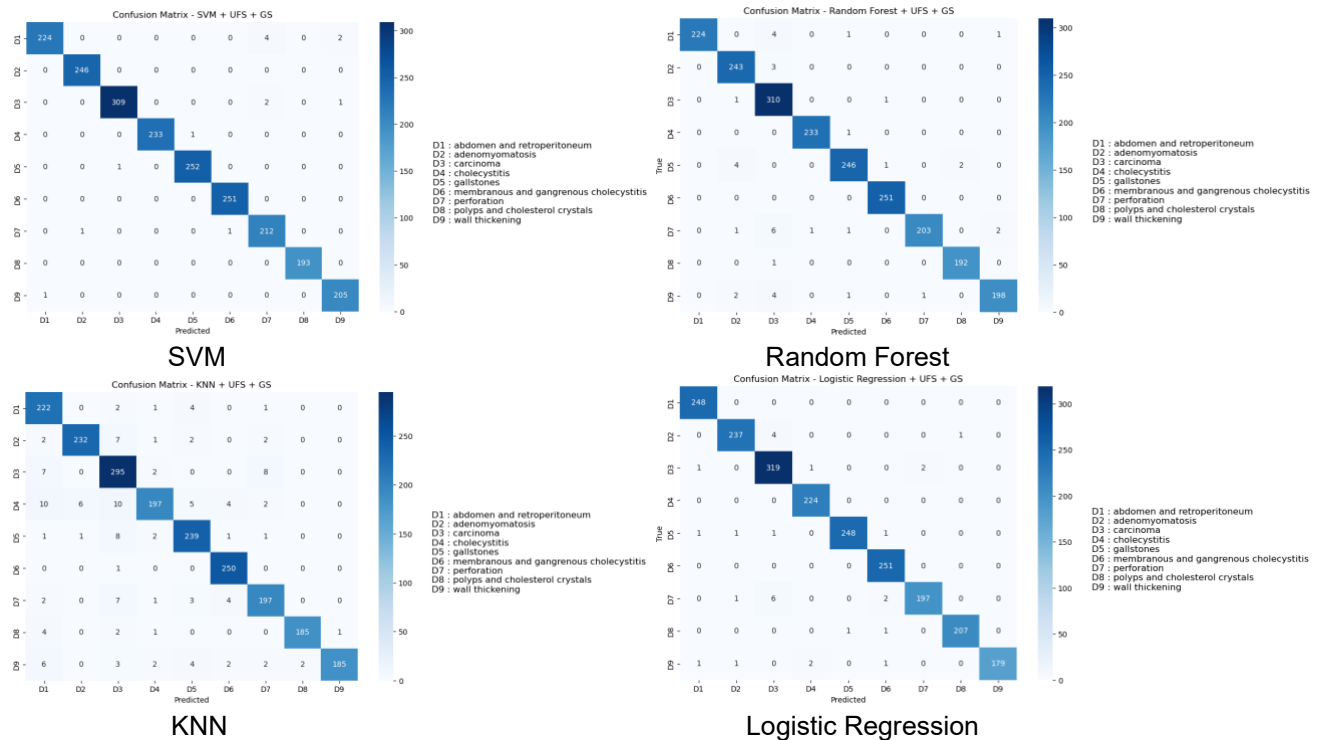 Confusion Matrix - SVM + UFS + GS
D1 224 0 0 0 0 0 4 0 2
D2 0 246 0 0 0 0 0 0 0
D3 0 0 309 0 0 0 2 0 1
D4 0 0 0 233 1 0 0 0 0
D5 0 0 1 0 252 0 0 0 0
D6 0 0 0 0 0 251 0 0 0
D7 0 1 0 0 0 1 212 0 0
D8 0 0 0 0 0 0 0 193 0
D9 1 0 0 0 0 0 0 0 205
D1 D2 D3 D4 D5 D6 D7 D8 D9
Predicted
300
250
200
150
100
50
0
D1 : abdomen and retroperitoneum
D2 : adenomyomatosis
D3 : carcinoma
D4 : cholecystitis
D5 : gallstones
D6 : membranous and gangrenous cholecystitis
D7 : perforation
D8 : polyps and cholesterol crystals
D9 : wall thickening
SVM
Confusion Matrix - Random Forest + UFS + GS
True
D1 224 0 4 0 1 0 0 0 1
D2 0 243 3 0 0 0 0 0 0
D3 0 1 310 0 0 1 0 0 0
D4 0 0 0 233 1 0 0 0 0
D5 0 4 0 0 246 1 0 2 0
D6 0 0 0 0 0 251 0 0 0
D7 0 1 6 1 1 0 203 0 2
D8 0 0 1 0 0 0 0 192 0
D9 0 2 4 0 1 0 1 0 198
D1 D2 D3 D4 D5 D6 D7 D8 D9
Predicted
300
250
200
150
100
50
0
D1 : abdomen and retroperitoneum
D2 : adenomyomatosis
D3 : carcinoma
D4 : cholecystitis
D5 : gallstones
D6 : membranous and gangrenous cholecystitis
D7 : perforation
D8 : polyps and cholesterol crystals
D9 : wall thickening
Random Forest
Confusion Matrix - KNN + UFS + GS
D1 222 0 2 1 4 0 1 0 0
D2 2 232 7 1 2 0 2 0 0
D3 7 0 295 2 0 0 8 0 0
D4 10 6 10 197 5 4 2 0 0
D5 1 1 8 2 239 1 1 0 0
D6 0 0 1 0 0 250 0 0 0
D7 2 0 7 1 3 4 197 0 0
D8 4 0 2 1 0 0 0 185 1
D9 6 0 3 2 4 2 2 2 185
D1 D2 D3 D4 D5 D6 D7 D8 D9
Predicted
250
200
150
100
50
0
D1 : abdomen and retroperitoneum
D2 : adenomyomatosis
D3 : carcinoma
D4 : cholecystitis
D5 : gallstones
D6 : membranous and gangrenous cholecystitis
D7 : perforation
D8 : polyps and cholesterol crystals
D9 : wall thickening
KNN
Confusion Matrix - Logistic Regression + UFS + GS
True
D1 248 0 0 0 0 0 0 0 0
D2 0 237 4 0 0 0 0 1 0
D3 1 0 319 1 0 0 2 0 0
D4 0 0 0 224 0 0 0 0 0
D5 1 1 1 0 248 1 0 0 0
D6 0 0 0 0 0 251 0 0 0
D7 0 1 6 0 0 2 197 0 0
D8 0 0 0 0 1 1 0 207 0
D9 1 1 0 2 0 1 0 0 179
D1 D2 D3 D4 D5 D6 D7 D8 D9
Predicted
300
250
200
150
100
50
0
D1 : abdomen and retroperitoneum
D2 : adenomyomatosis
D3 : carcinoma
D4 : cholecystitis
D5 : gallstones
D6 : membranous and gangrenous cholecystitis
D7 : perforation
D8 : polyps and cholesterol crystals
D9 : wall thickening
Logistic Regression